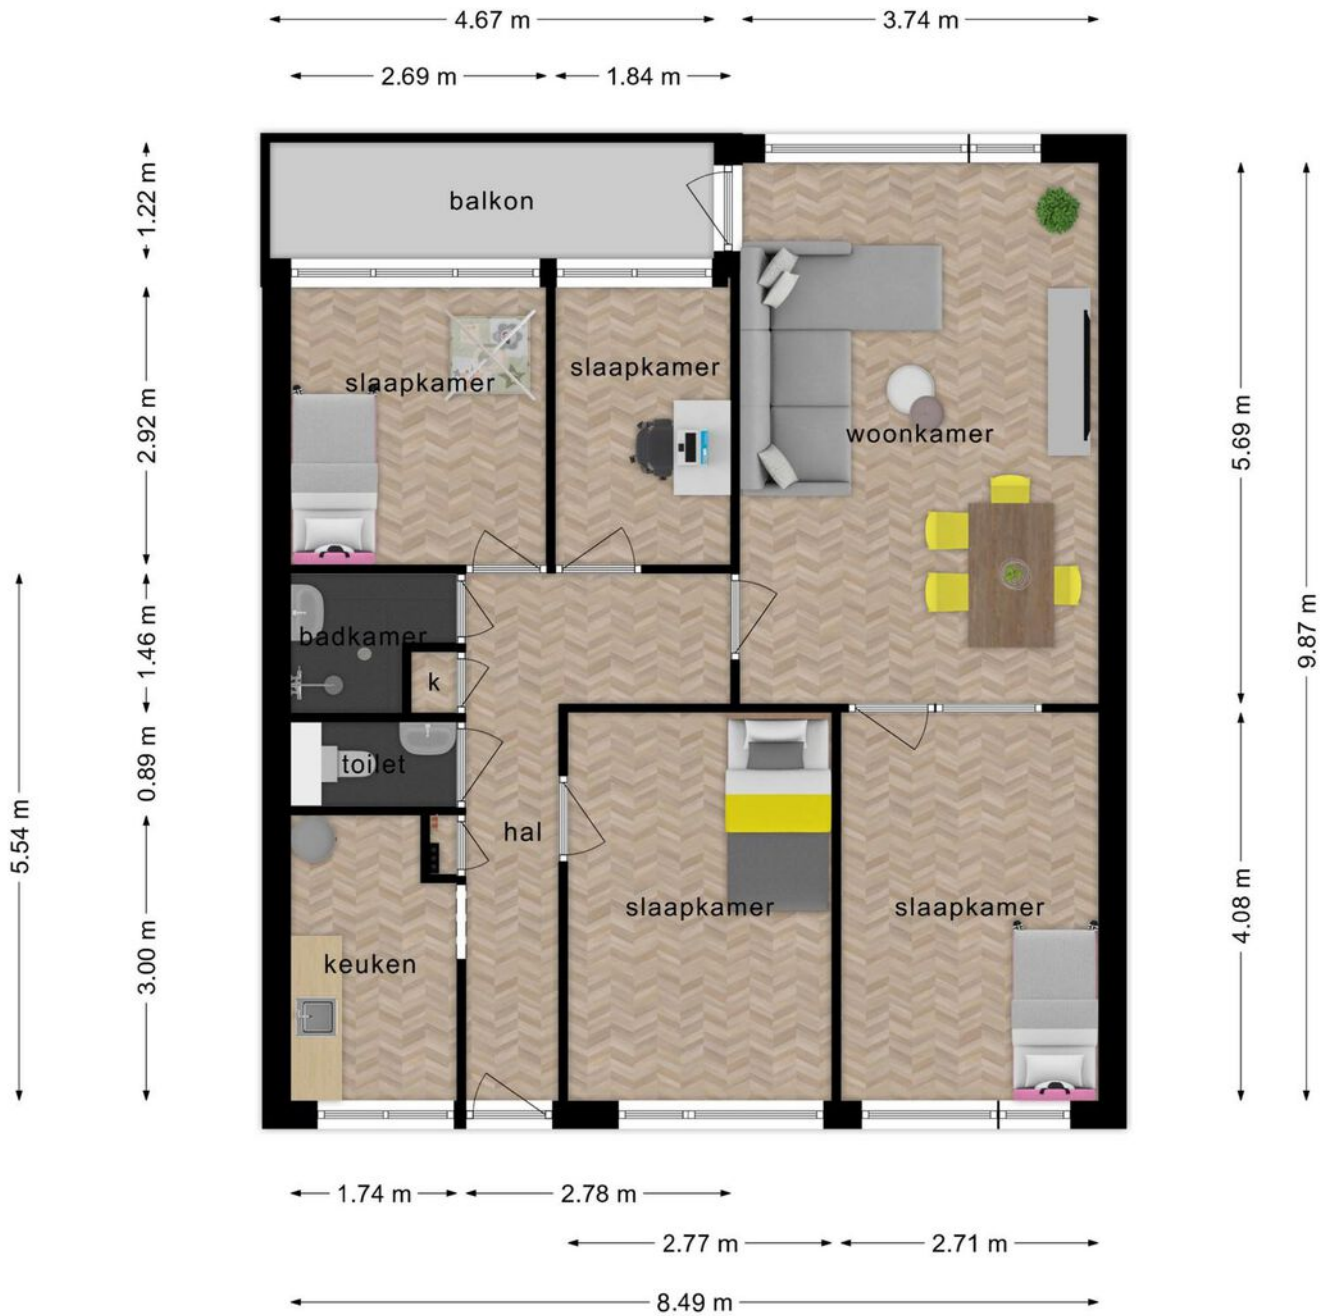 4.67 m
3.74 m
2.69 m
1.84 m
1.22 m
balkon
2.92 m
slaapkamer
slaapkamer
woonkamer
5.69 m
9.87 m
1.46 m
badkamer
k
0.89 m
toilet
5.54 m
hal
3.00 m
keuken
slaapkamer
slaapkamer
4.08 m
1.74 m
2.78 m
2.77 m
2.71 m
8.49 m